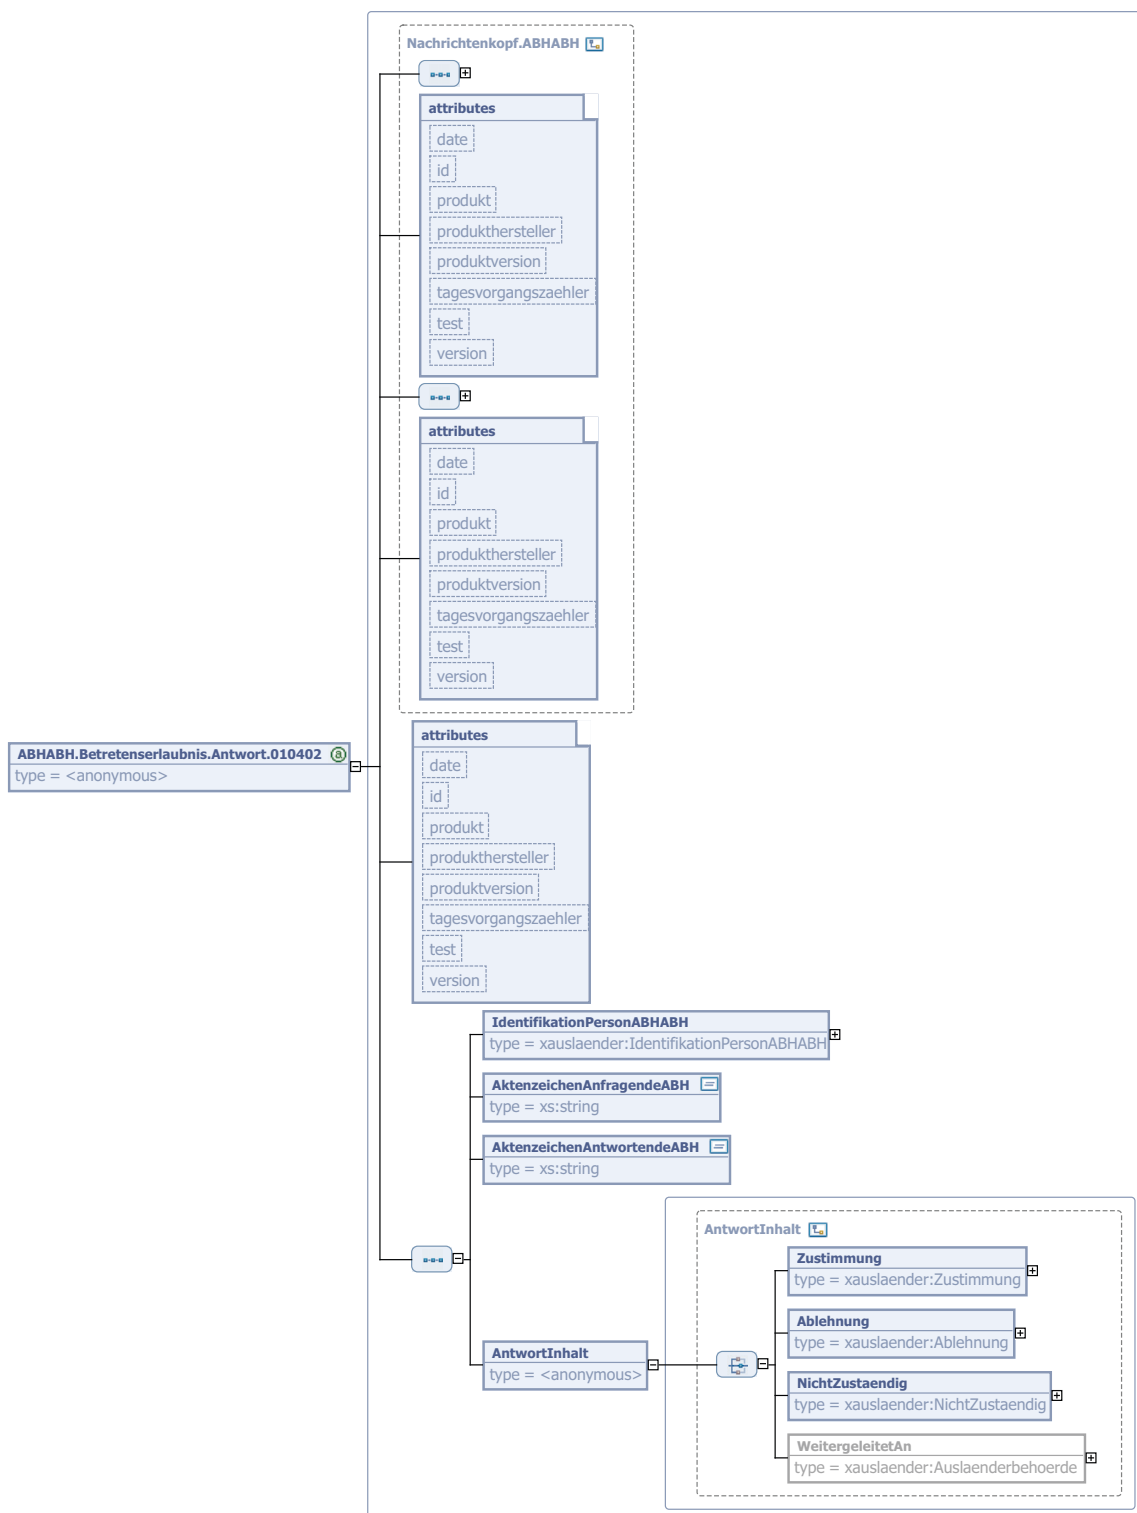 Nachrichtenkopf.ABHABH
attributes
date
id
produkt
produkthersteller
produktversion
tagesvorgangszaehler
test
version
attributes
date
id
produkt
produkthersteller
produktversion
tagesvorgangszaehler
test
version
ABHABH.Betretenserlaubnis.Antwort.010402 a
type = <anonymous>
attributes
date
id
produkt
produkthersteller
produktversion
tagesvorgangszaehler
test
version
IdentifikationPersonABHABH
type = xauslaender:IdentifikationPersonABHABH
AktenzeichenAnfragendeABH
type = xs:string
AktenzeichenAntwortendeABH
type = xs:string
AntwortInhalt
type = <anonymous>
AntwortInhalt
Zustimmung
type = xauslaender:Zustimmung
Ablehnung
type = xauslaender:Ablehnung
NichtZustaendig
type = xauslaender:NichtZustaendig
WeitergeleitetAn
type = xauslaender:Auslaenderbehoerde